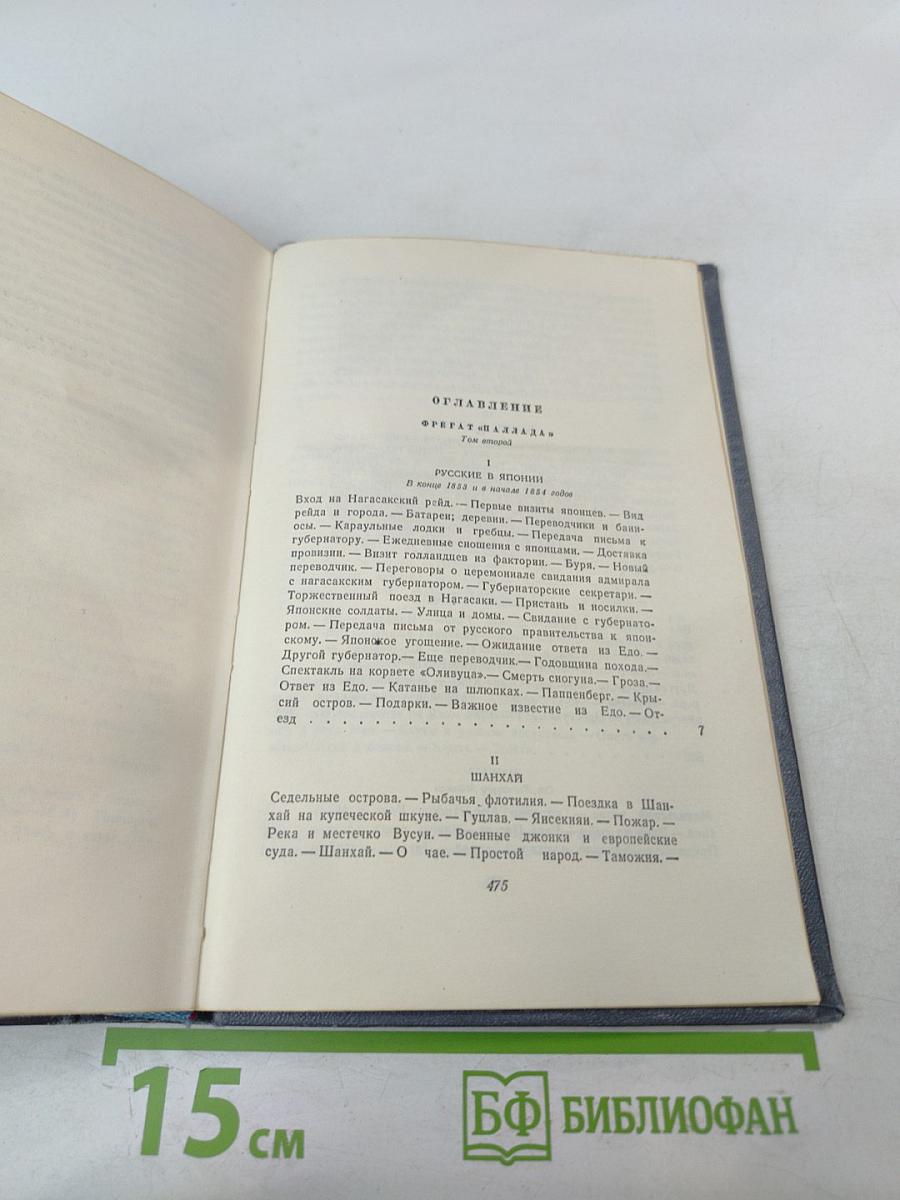 ОГЛАВЛЕНИЕ
ФРЕГАТ «ПАЛЛАДА»
Том второй
I
РУССКИЕ В ЯПОНИИ
В конце 1853 и в начале 1854 годов
Вход на Нагасакский рейд. — Первые визиты японцев. — Вид
рейда и города. — Батареи; деревни. — Переводчики и бани-
осы. — Караульные лодки и гребцы. — Передача письма к
губернатору. — Ежедневные сношения с японцами. — Доставка
провизии. — Визит голландцев из фактории. — Буря. — Новый
переводчик. — Переговоры о церемониале свидания адмирала
с нагасакским губернатором. — Губернаторские секретари. —
Торжественный поезд в Нагасаки. — Пристань и носилки. —
Японские солдаты. — Улица и домы. — Свидание с губернато-
ром. — Передача письма от русского правительства к япон-
скому. — Японское угощение. — Ожидание ответа из Едо. —
Другой губернатор.— Еще переводчик.— Годовщина похода.—
Спектакль на корвете «Оливуца».— Смерть сиогуна.— Гроза.—
Ответ из Едо. — Катанье на шлюпках. — Паппенберг. — Кры-
сий остров. — Подарки. — Важное известие из Едо. — От-
езд . . . . . . . . . . . . . . . . . . . . . 7
II
ШАНХАЙ
Седельные острова. — Рыбачья флотилия. — Поездка в Шан-
хай на купеческой шкуне. — Гуцлав. — Янсекиян. — Пожар. —
Река и местечко Вусун. — Военные джонки и европейские
суда. — Шанхай. — О чае. — Простой народ. — Таможня. —
475
15 см
БФ БИБЛИОФАН